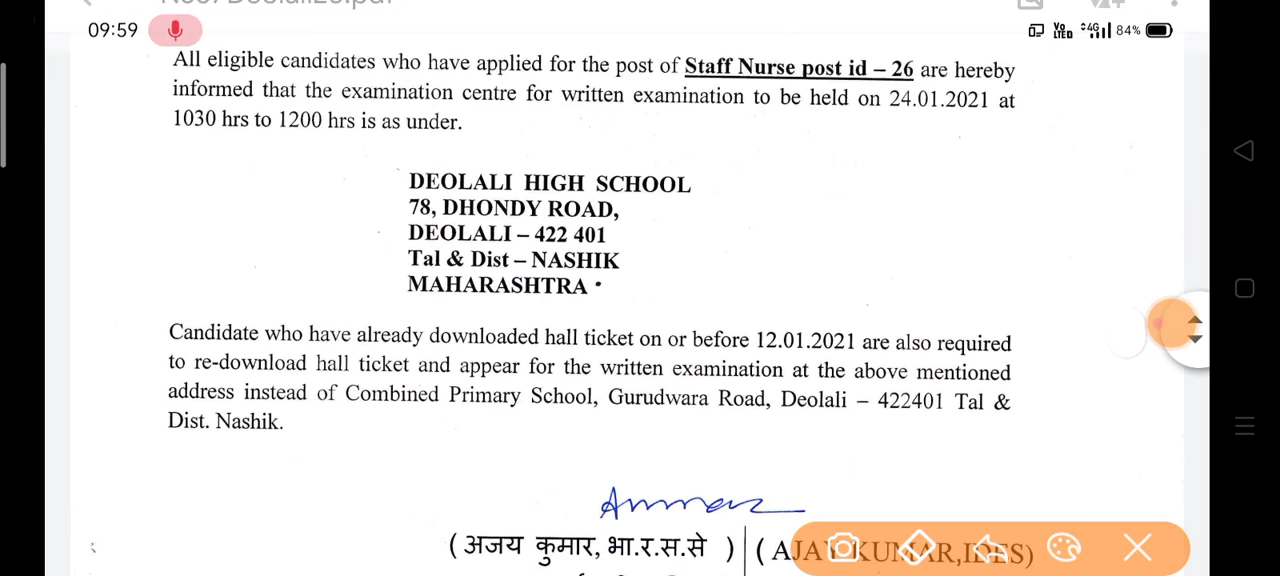 09:59
84%
All eligible candidates who have applied for the post of Staff Nurse post id – 26 are hereby
informed that the examination centre for written examination to be held on 24.01.2021 at
1030 hrs to 1200 hrs is as under.
DEOLALI HIGH SCHOOL
78, DHONDY ROAD,
DEOLALI – 422 401
Tal & Dist – NASHIK
MAHARASHTRA
Candidate who have already downloaded hall ticket on or before 12.01.2021 are also required
to re-download hall ticket and appear for the written examination at the above mentioned
address instead of Combined Primary School, Gurudwara Road, Deolali – 422401 Tal &
Dist. Nashik.
( अजय कुमार, भा.र.स.से ) ( AJAY KUMAR,IDES)